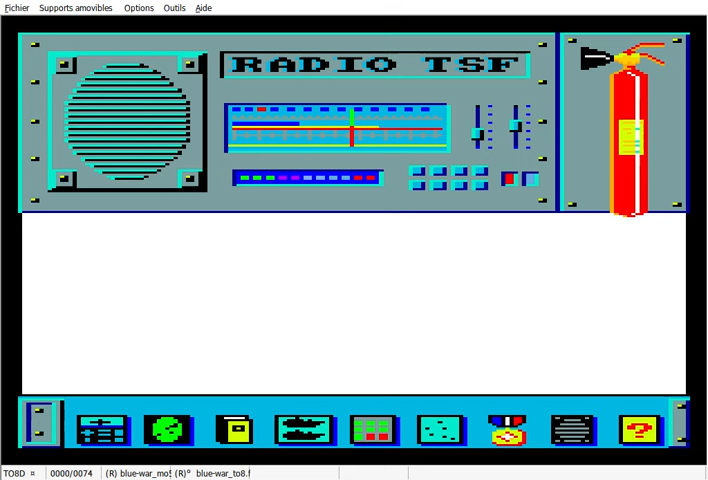 Fichier Supports amovibles Options Outils Aide
RADIO TSF
?
TO8D ¤ 0000/0074 (R) blue-war_mo (R)° blue-war_to8.f